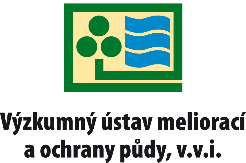 Výzkumný ústav meliorací
a ochrany půdy, v.v.i.